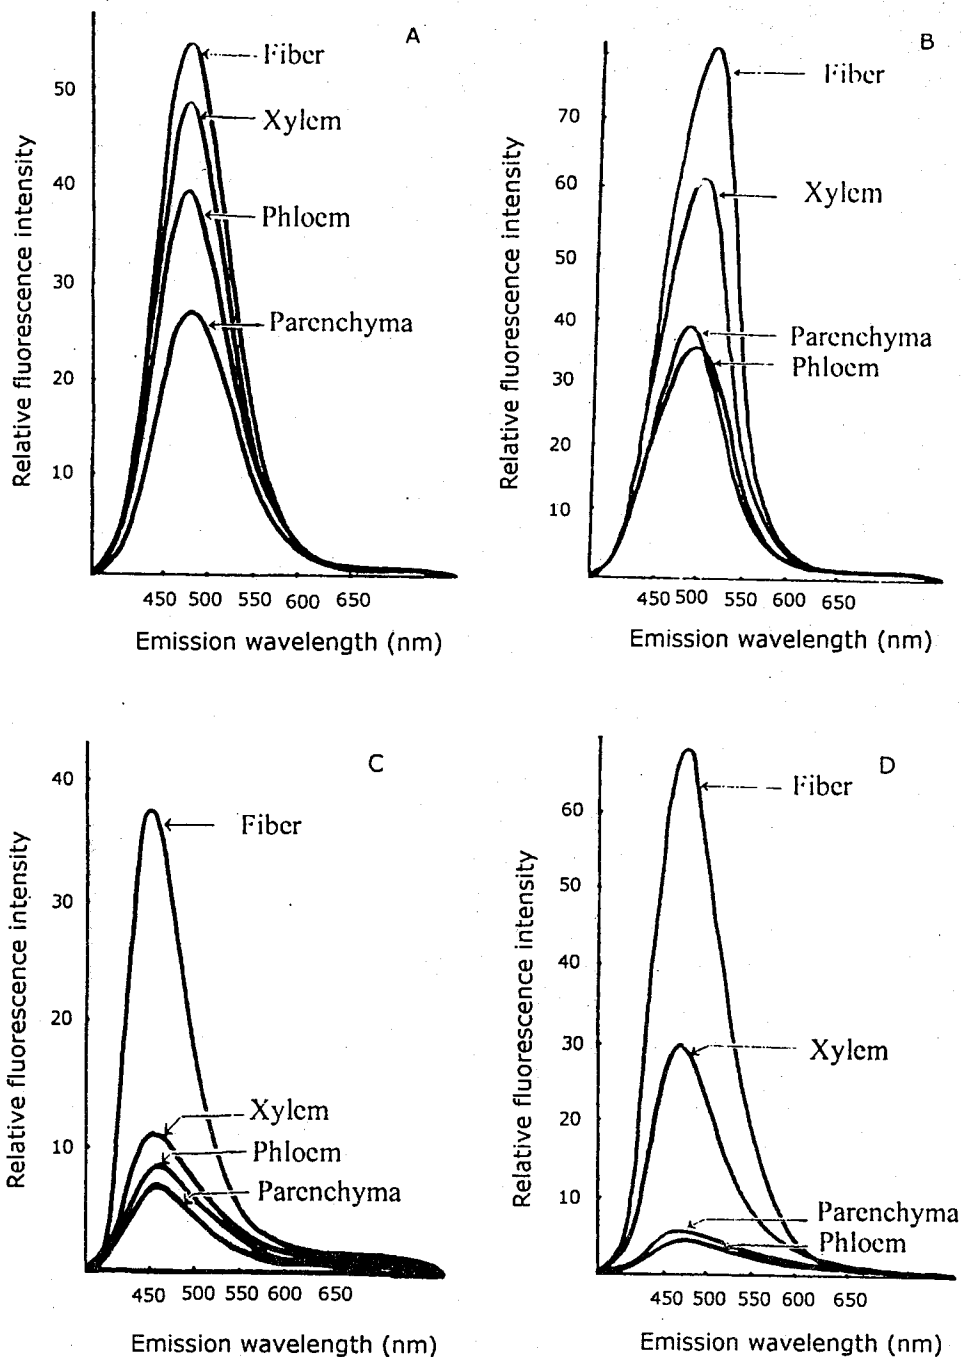 A
Fiber
Xylem
Phloem
Parenchyma
50
40
30
20
10
450 500 550 600 650
Relative fluorescence intensity
Emission wavelength (nm)
B
Fiber
Xylem
Parenchyma
Phloem
70
60
50
40
30
20
10
450 500 550 600 650
Relative fluorescence intensity
Emission wavelength (nm)
C
Fiber
Xylem
Phloem
Parenchyma
40
30
20
10
450 500 550 600 650
Relative fluorescence intensity
Emission wavelength (nm)
D
Fiber
Xylem
Parenchyma
Phloem
60
50
40
30
20
10
450 500 550 600 650
Relative fluorescence intensity
Emission wavelength (nm)